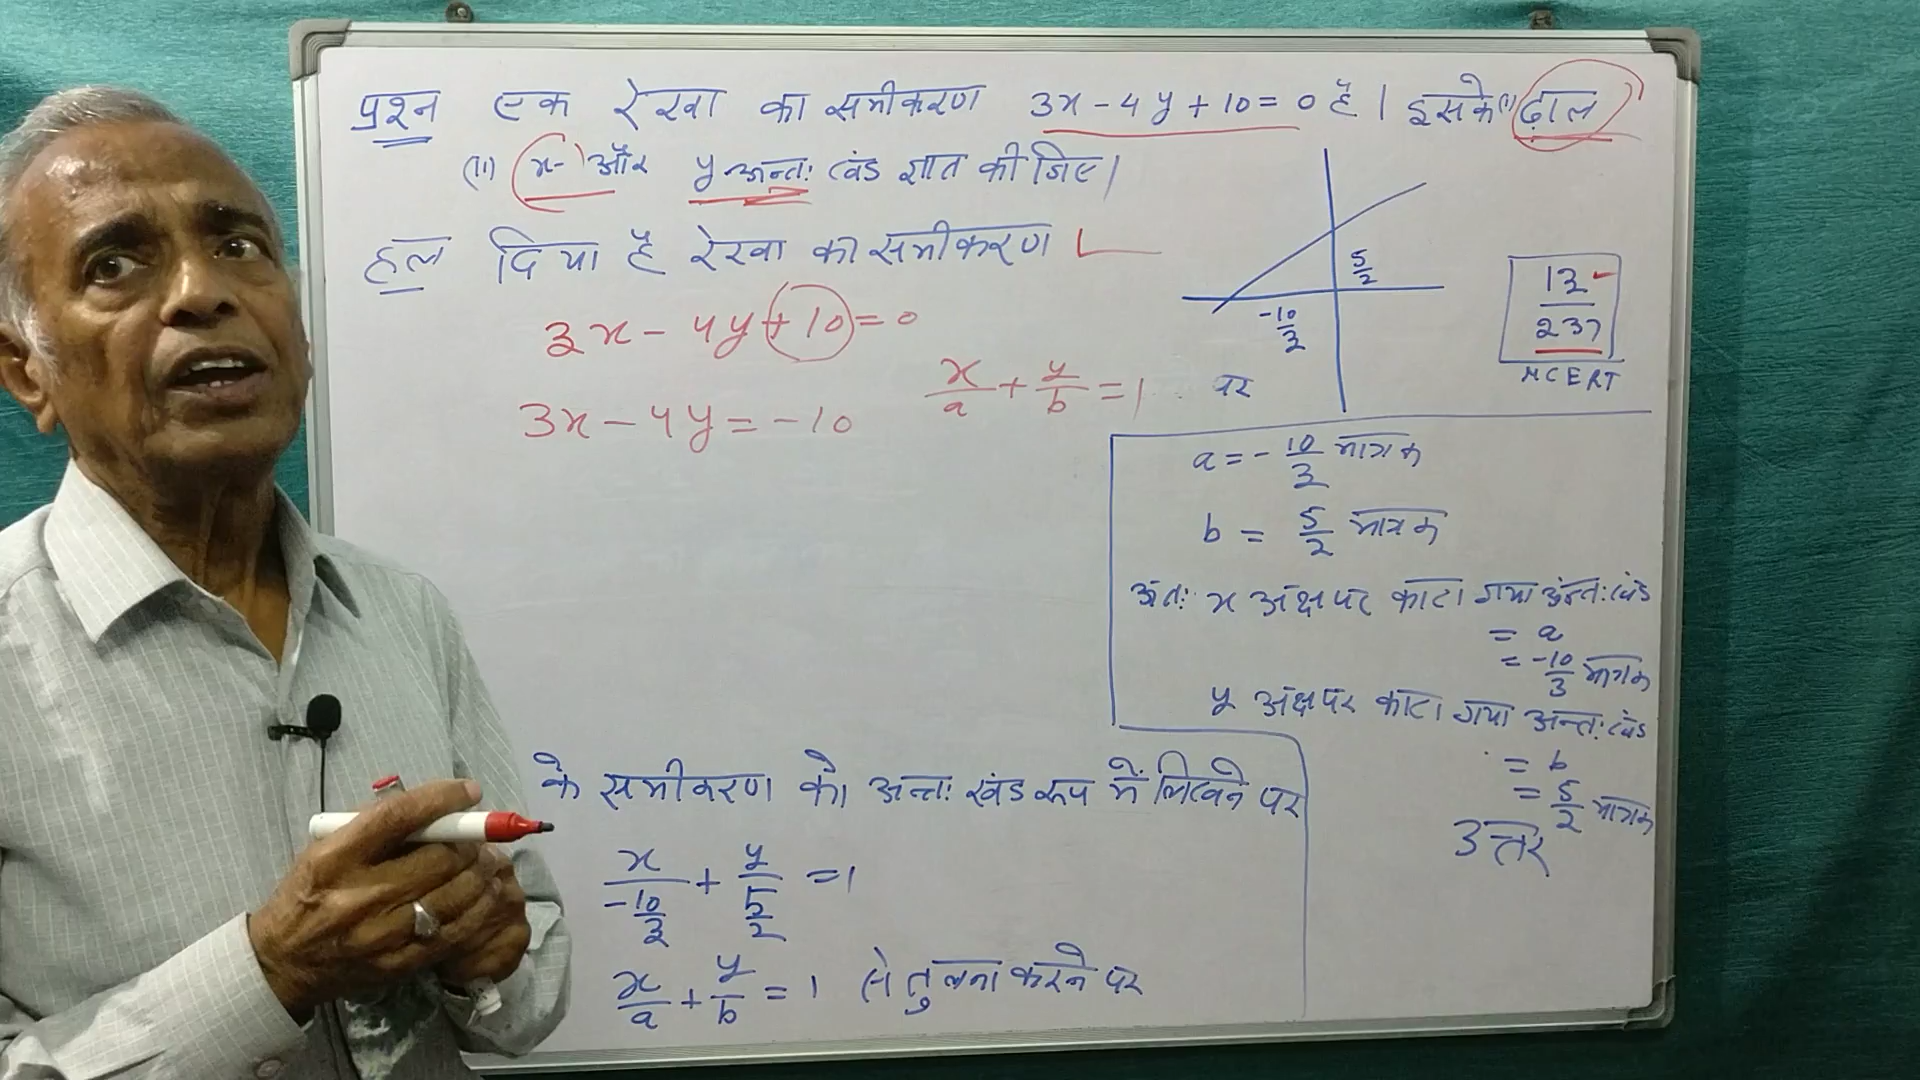 प्रश्न एक रेखा का समीकरण 3x - 4y + 10 = 0 है। इसके (i) ढ़ाल
(ii) x- और y अन्तः खंड ज्ञात कीजिए।
हल दिया है रेखा का समीकरण
3x - 4y + 10 = 0
3x - 4y = -10
x/a + y/b = 1 पर
5/2
-10/3
13
237
NCERT
के समीकरण को अन्तः खंड रूप में लिखने पर
x/(-10/3) + y/(5/2) = 1
x/a + y/b = 1 से तुलना करने पर
a = - 10/3 मात्रक
b = 5/2 मात्रक
अतः x अक्ष पर काटा गया अन्तः खंड
= a
= -10/3 मात्रक
y अक्ष पर काटा गया अन्तः खंड
= b
= 5/2 मात्रक
उत्तर